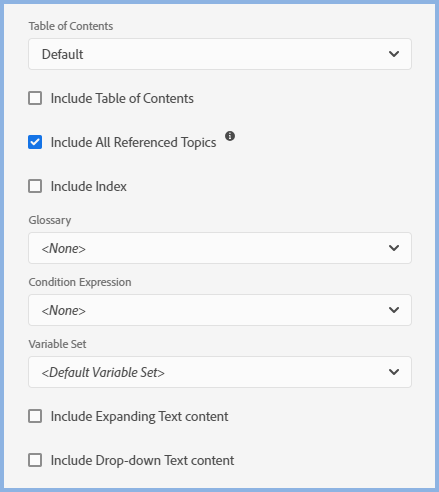 Table of Contents
Default
Include Table of Contents
Include All Referenced Topics
Include Index
Glossary
<None>
Condition Expression
<None>
Variable Set
<Default Variable Set>
Include Expanding Text content
Include Drop-down Text content